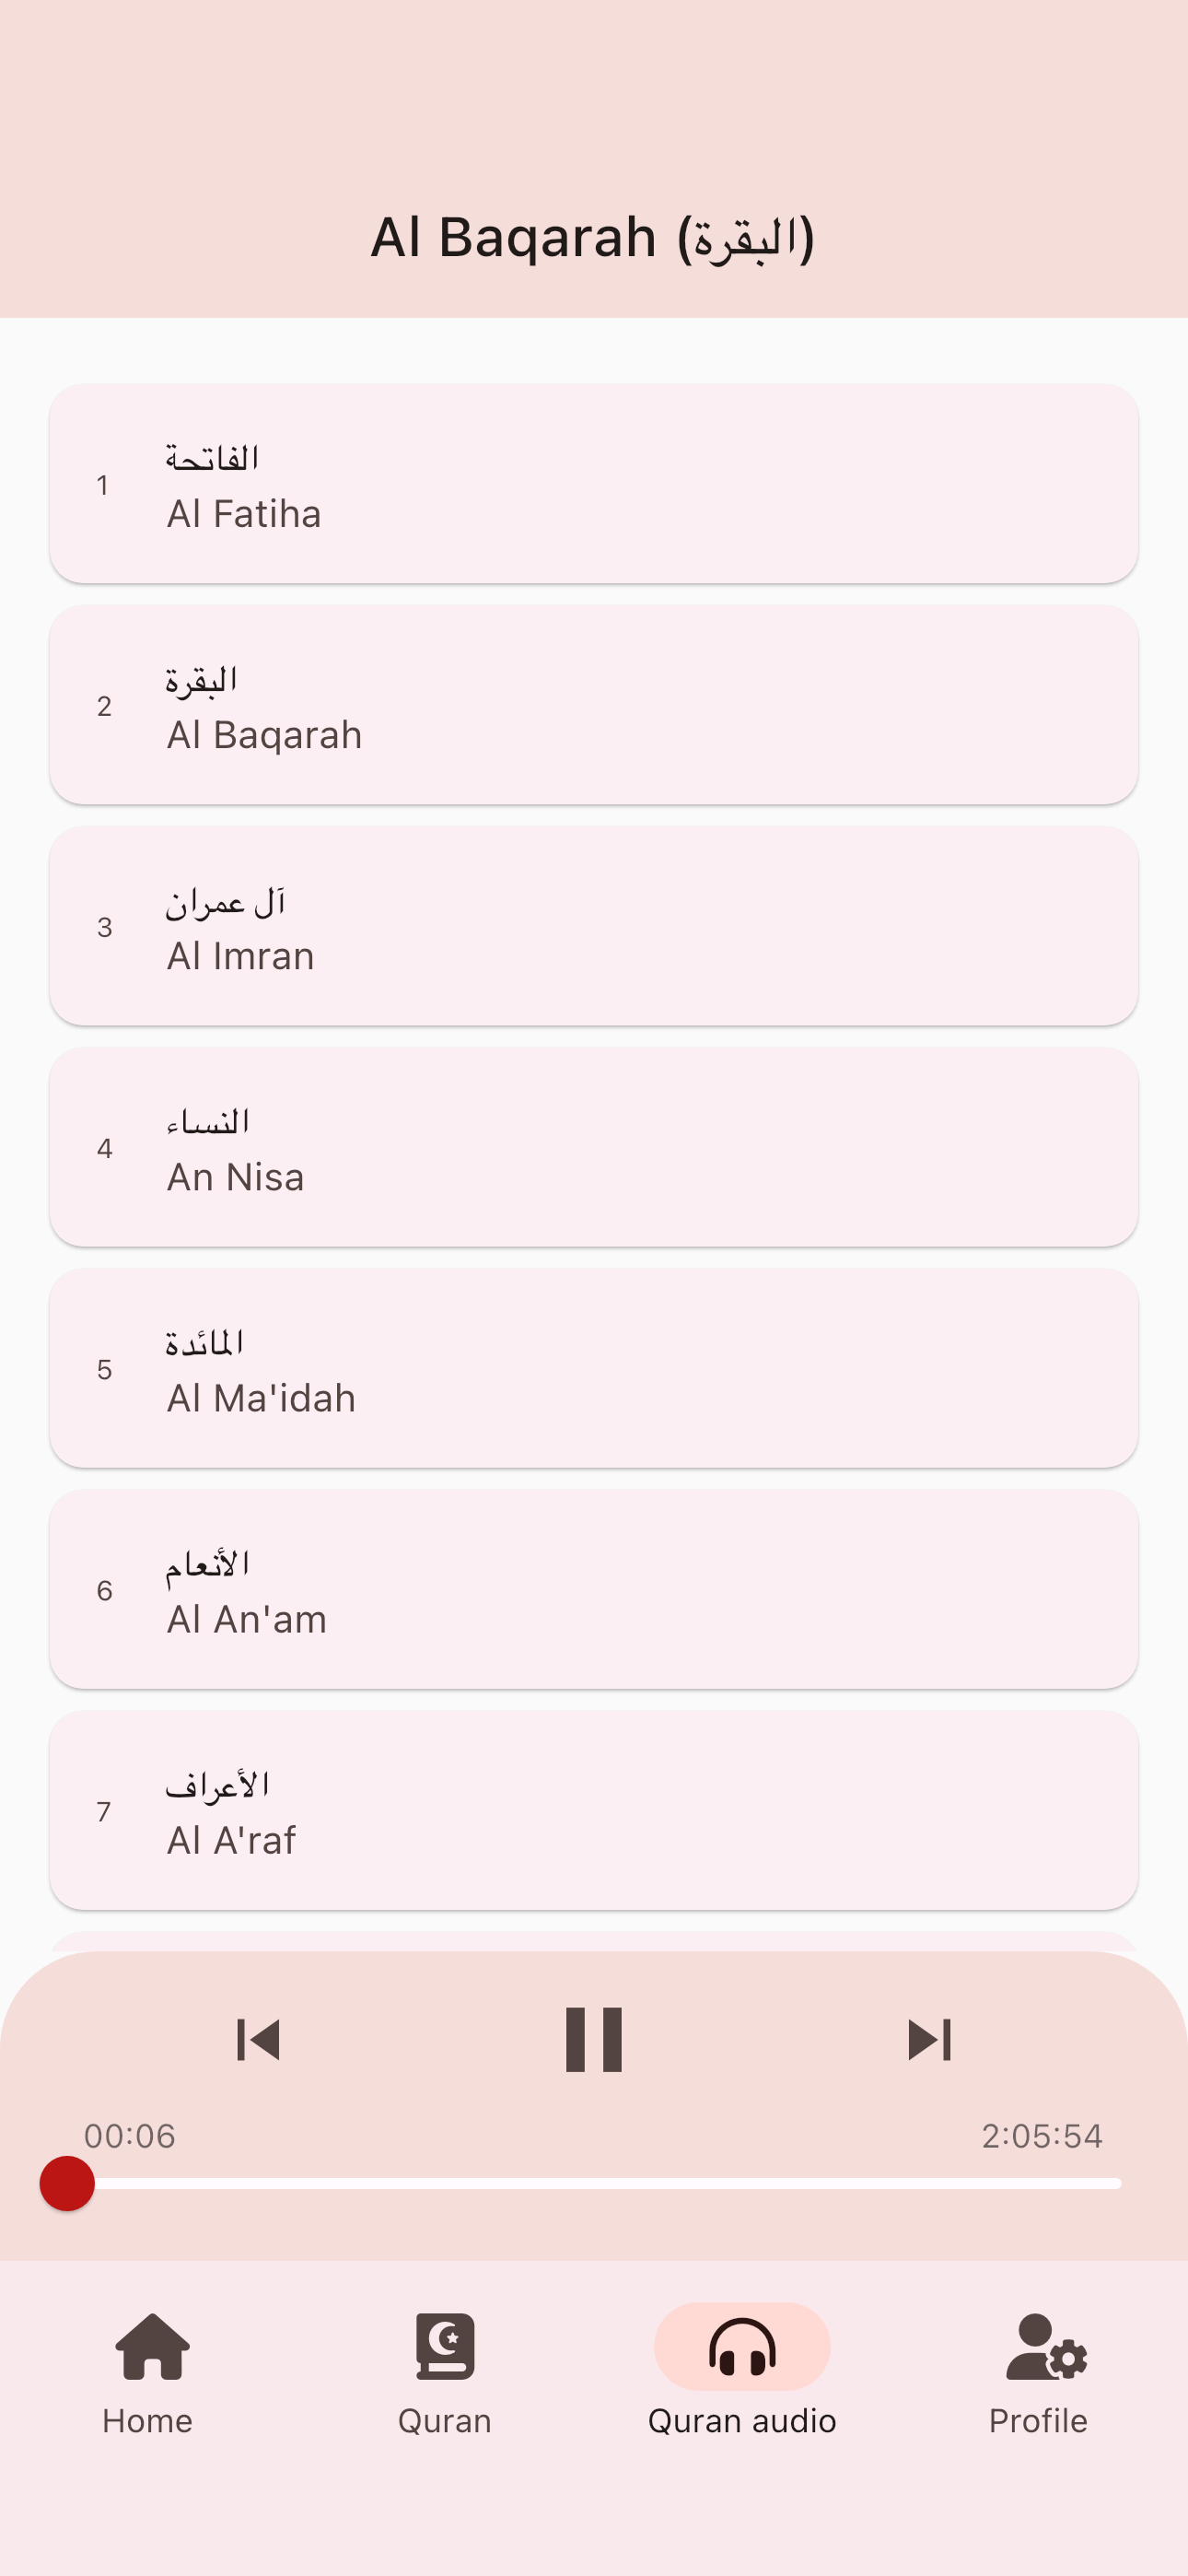 Al Baqarah (البقرة)
1
الفاتحة
Al Fatiha
2
البقرة
Al Baqarah
3
آل عمران
Al Imran
4
النساء
An Nisa
5
المائدة
Al Ma'idah
6
الأنعام
Al An'am
7
الأعراف
Al A'raf
00:06 2:05:54
Home Quran Quran audio Profile